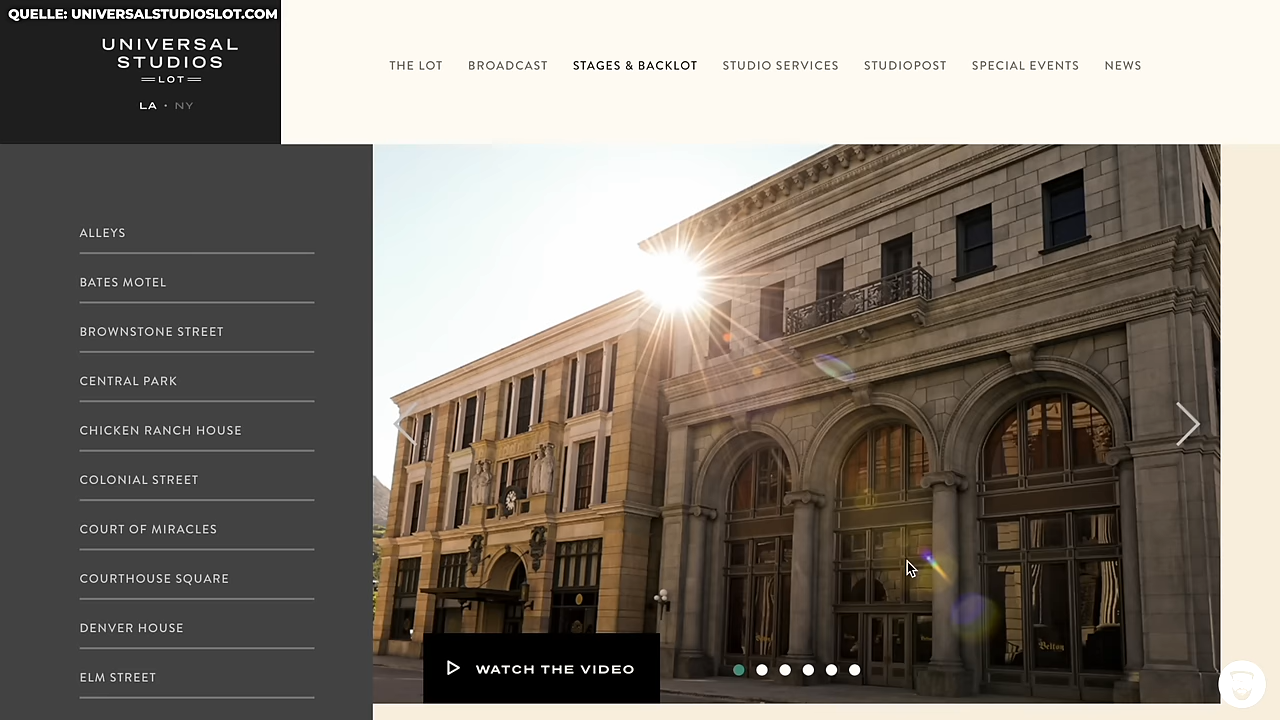 QUELLE: UNIVERSALSTUDIOSLOT.COM
UNIVERSAL
STUDIOS
LOT
LA • NY
THE LOT BROADCAST STAGES & BACKLOT STUDIO SERVICES STUDIOPOST SPECIAL EVENTS NEWS
ALLEYS
BATES MOTEL
BROWNSTONE STREET
CENTRAL PARK
CHICKEN RANCH HOUSE
COLONIAL STREET
COURT OF MIRACLES
COURTHOUSE SQUARE
DENVER HOUSE
ELM STREET
Belton
WATCH THE VIDEO